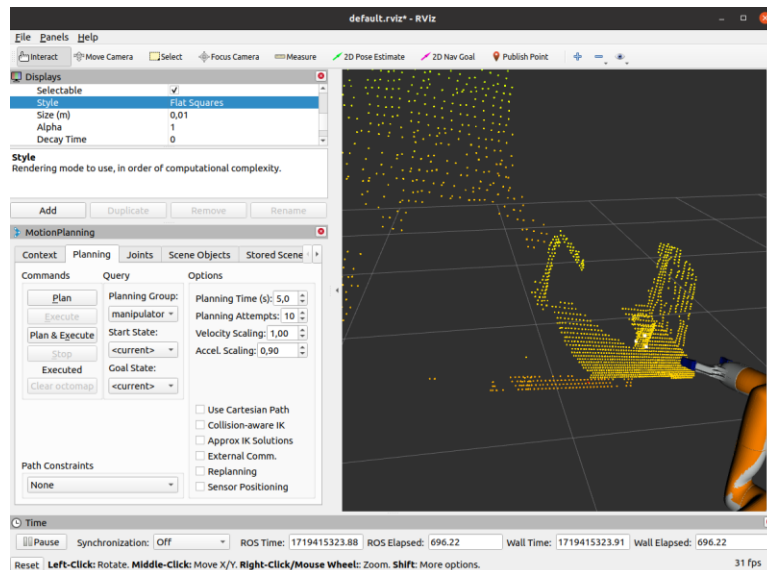 default.rviz* - RViz
File Panels Help
Interact Move Camera Select Focus Camera Measure 2D Pose Estimate 2D Nav Goal Publish Point
Displays
Selectable
Style Flat Squares
Size (m) 0,01
Alpha 1
Decay Time 0
Style
Rendering mode to use, in order of computational complexity.
Add Duplicate Remove Rename
MotionPlanning
Context Planning Joints Scene Objects Stored Scene
Commands Query Options
Plan Planning Group: Planning Time (s): 5,0
Execute manipulator Planning Attempts: 10
Plan & Execute Start State: Velocity Scaling: 1,00
Stop <current> Accel. Scaling: 0,90
Executed Goal State:
Clear octomap <current>
Use Cartesian Path
Collision-aware IK
Approx IK Solutions
External Comm.
Path Constraints Replanning
None Sensor Positioning
Time
Pause Synchronization: Off ROS Time: 1719415323.88 ROS Elapsed: 696.22 Wall Time: 1719415323.91 Wall Elapsed: 696.22
Reset Left-Click: Rotate. Middle-Click: Move X/Y. Right-Click/Mouse Wheel:: Zoom. Shift: More options. 31 fps